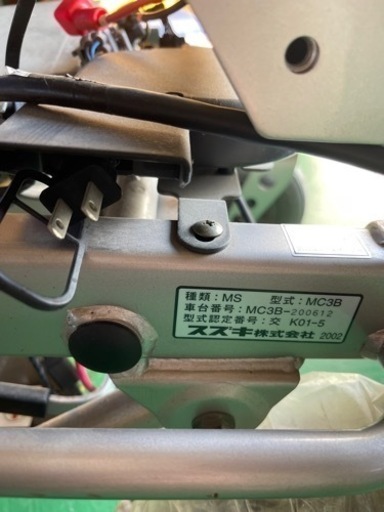 種類：MS 型式：MC3B
車台番号：MC3B-200612
型式認定番号：交 K01-5
スズキ株式会社 2002